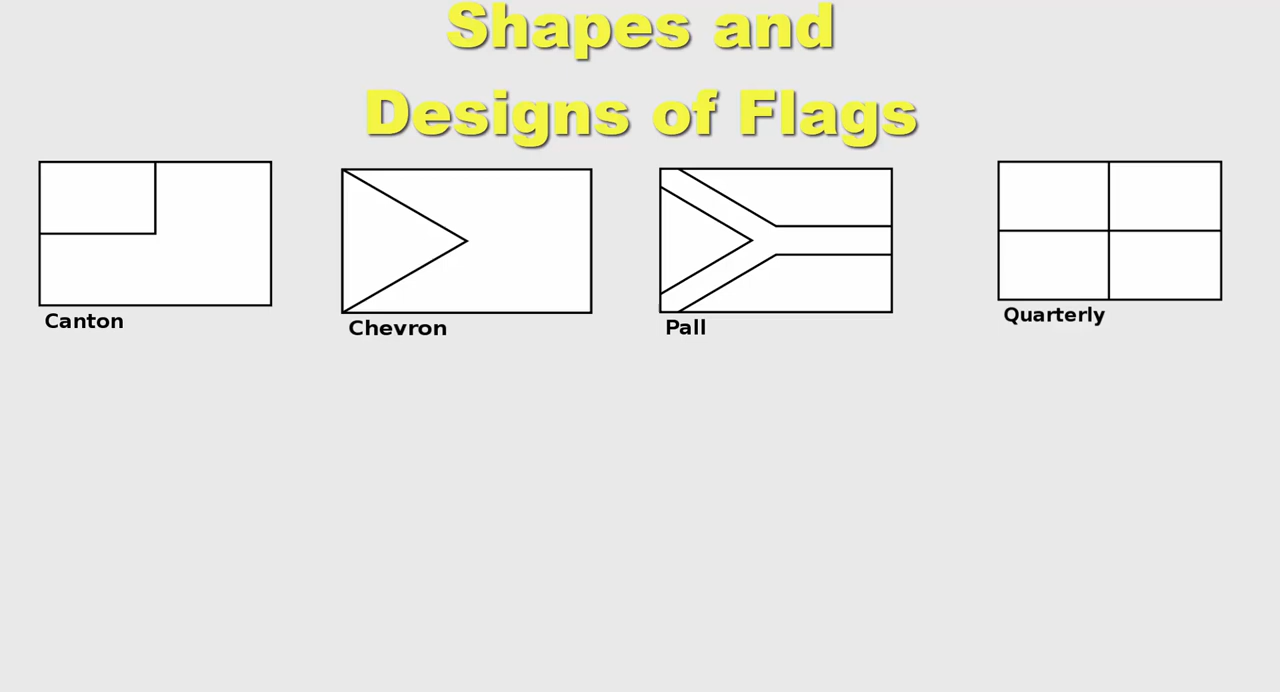 Shapes and
Designs of Flags
Canton
Chevron
Pall
Quarterly